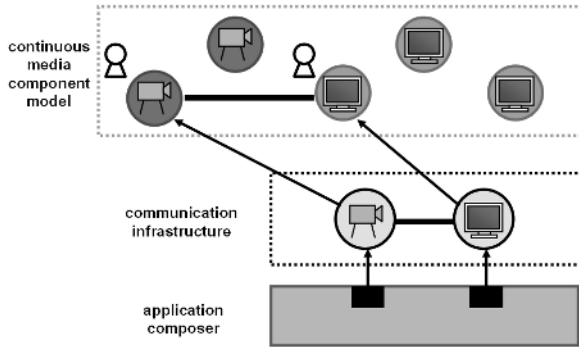 continuous
media
component
model
communication
infrastructure
application
composer